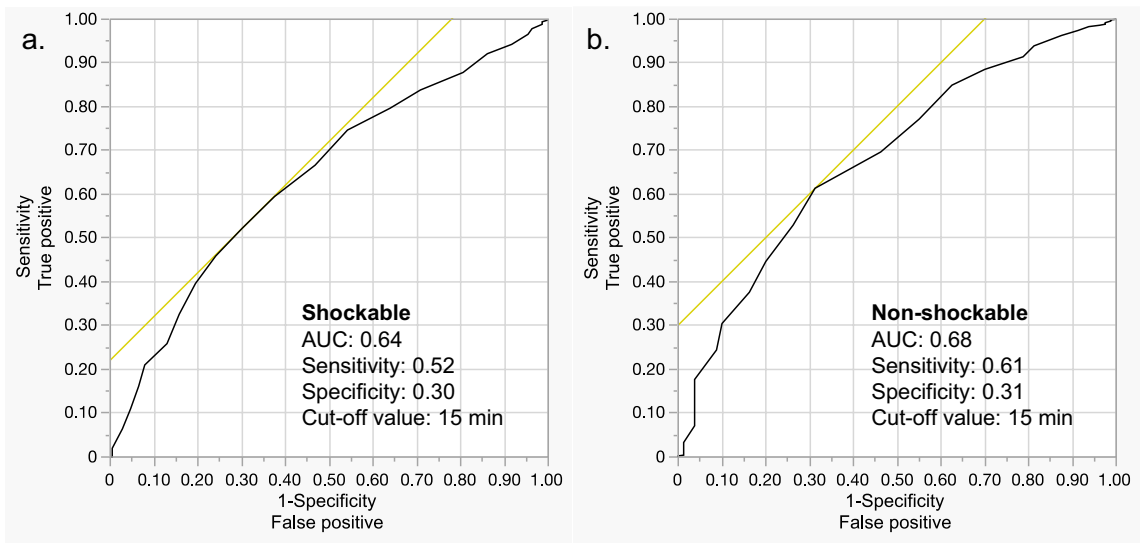 a.
1.00
0.90
0.80
0.70
0.60
0.50
0.40
0.30
0.20
0.10
0
Sensitivity
True positive
Shockable
AUC: 0.64
Sensitivity: 0.52
Specificity: 0.30
Cut-off value: 15 min
0 0.10 0.20 0.30 0.40 0.50 0.60 0.70 0.80 0.90 1.00
1-Specificity
False positive
b.
1.00
0.90
0.80
0.70
0.60
0.50
0.40
0.30
0.20
0.10
0
Sensitivity
True positive
Non-shockable
AUC: 0.68
Sensitivity: 0.61
Specificity: 0.31
Cut-off value: 15 min
0 0.10 0.20 0.30 0.40 0.50 0.60 0.70 0.80 0.90 1.00
1-Specificity
False positive